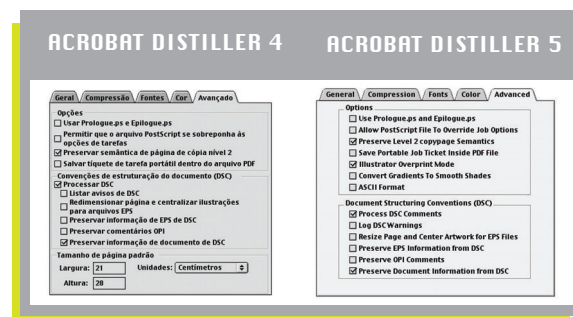 ACROBAT DISTILLER 4
Geral Compressão Fontes Cor Avançado
Opções
Usar Prologue.ps e Epilogue.ps
Permitir que o arquivo PostScript se sobreponha às
opções de tarefas
Preservar semântica de página de cópia nível 2
Salvar tíquete de tarefa portátil dentro do arquivo PDF
Convenções de estruturação do documento (DSC)
Processar DSC
Listar avisos de DSC
Redimensionar página e centralizar ilustrações
para arquivos EPS
Preservar informação de EPS de DSC
Preservar comentários OPI
Preservar informação de documento de DSC
Tamanho de página padrão
Largura: 21 Unidades: Centímetros
Altura: 28
ACROBAT DISTILLER 5
General Compression Fonts Color Advanced
Options
Use Prologue.ps and Epilogue.ps
Allow PostScript File To Override Job Options
Preserve Level 2 copypage Semantics
Save Portable Job Ticket Inside PDF File
Illustrator Overprint Mode
Convert Gradients To Smooth Shades
ASCII Format
Document Structuring Conventions (DSC)
Process DSC Comments
Log DSC Warnings
Resize Page and Center Artwork for EPS Files
Preserve EPS Information from DSC
Preserve OPI Comments
Preserve Document Information from DSC